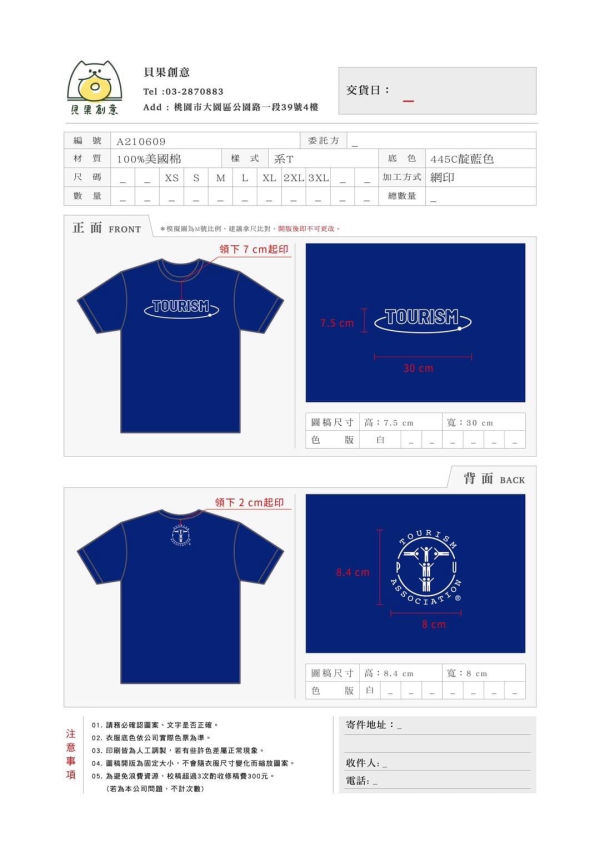 貝果創意
貝果創意
Tel :03-2870883
Add : 桃園市大園區公園路一段39號4樓
交貨日：
編 號 A210609 委託方 _
材 質 100%美國棉 樣 式 系T 底 色 445C靛藍色
尺 碼 _ _ XS S M L XL 2XL 3XL _ _ 加工方式 網印
數 量 _ _ _ _ _ _ _ _ _ _ _ 總數量 _
正面 FRONT
＊模擬圖為M號比例，建議拿尺比對，開版後印不可更改。
領下 7 cm起印
TOURISM
7.5 cm
TOURISM
30 cm
圖稿尺寸 高：7.5 cm 寬：30 cm
色 版 白 _ _ _ _ _ _
背面 BACK
領下 2 cm起印
TOURISM
ASSOCIATION
8.4 cm
TOURISM
P U
ASSOCIATION ®
8 cm
圖稿尺寸 高：8.4 cm 寬：8 cm
色 版 白 _ _ _ _ _ _ _
注意事項
01. 請務必確認圖案、文字是否正確。
02. 衣服底色依公司實際色票為準。
03. 印刷皆為人工調製，若有些許色差屬正常現象。
04. 圖稿開版為固定大小，不會隨衣服尺寸變化而縮放圖案。
05. 為避免浪費資源，校稿超過3次酌收修稿費300元。
(若為本公司問題，不計次數)
寄件地址：_
收件人：_
電話：_